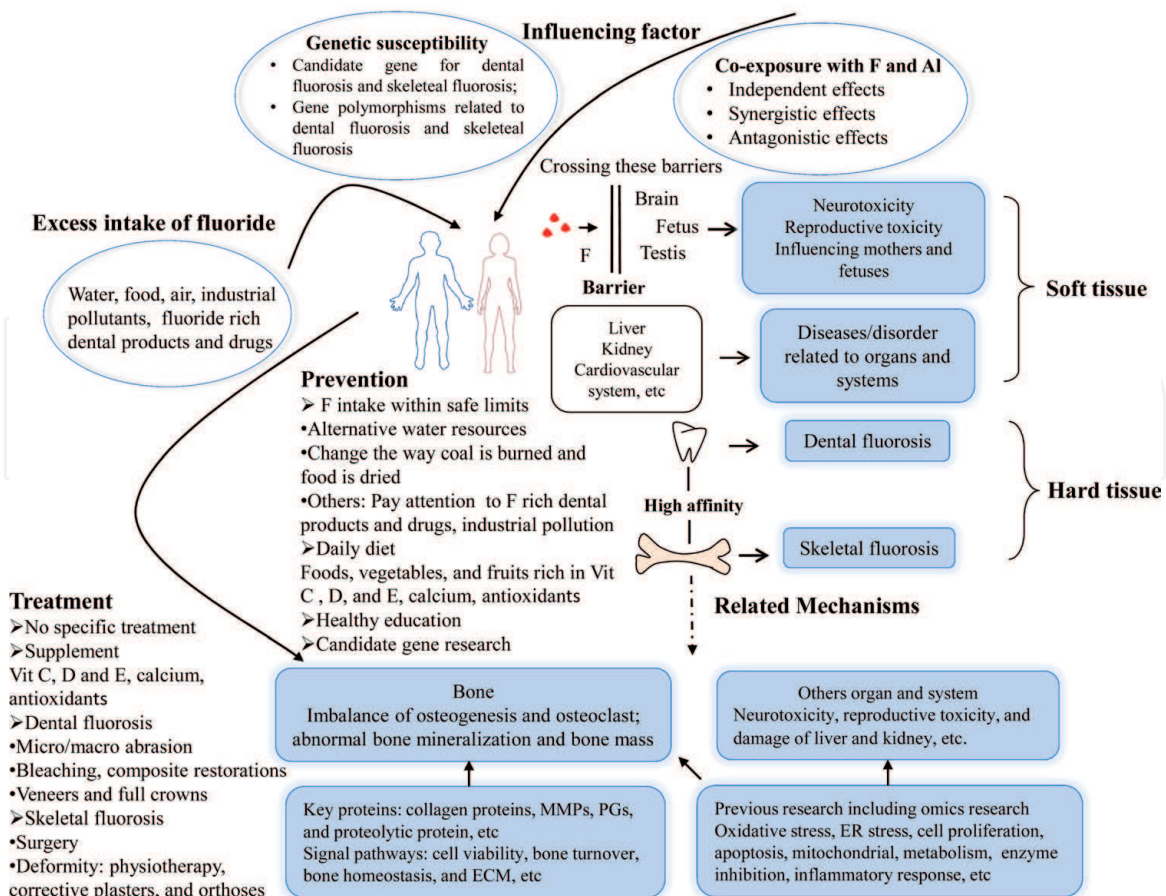 Influencing factor
Genetic susceptibility
• Candidate gene for dental
fluorosis and skeleteal fluorosis;
• Gene polymorphisms related to
dental fluorosis and skeleteal
fluorosis
Co-exposure with F and Al
• Independent effects
• Synergistic effects
• Antagonistic effects
Excess intake of fluoride
Water, food, air, industrial
pollutants, fluoride rich
dental products and drugs
Crossing these barriers
F
Brain
Fetus
Testis
Barrier
Neurotoxicity
Reproductive toxicity
Influencing mothers and
fetuses
Liver
Kidney
Cardiovascular
system, etc
Diseases/disorder
related to organs and
systems
Soft tissue
Dental fluorosis
High affinity
Skeletal fluorosis
Hard tissue
Prevention
➤ F intake within safe limits
•Alternative water resources
•Change the way coal is burned and
food is dried
•Others: Pay attention to F rich dental
products and drugs, industrial pollution
➤Daily diet
Foods, vegetables, and fruits rich in Vit
C , D, and E, calcium, antioxidants
➤Healthy education
➤Candidate gene research
Related Mechanisms
Treatment
➤No specific treatment
➤Supplement
Vit C, D and E, calcium,
antioxidants
➤Dental fluorosis
•Micro/macro abrasion
•Bleaching, composite restorations
•Veneers and full crowns
➤Skeletal fluorosis
•Surgery
•Deformity: physiotherapy,
corrective plasters, and orthoses
Bone
Imbalance of osteogenesis and osteoclast;
abnormal bone mineralization and bone mass
Others organ and system
Neurotoxicity, reproductive toxicity, and
damage of liver and kidney, etc.
Key proteins: collagen proteins, MMPs, PGs,
and proteolytic protein, etc
Signal pathways: cell viability, bone turnover,
bone homeostasis, and ECM, etc
Previous research including omics research
Oxidative stress, ER stress, cell proliferation,
apoptosis, mitochondrial, metabolism, enzyme
inhibition, inflammatory response, etc